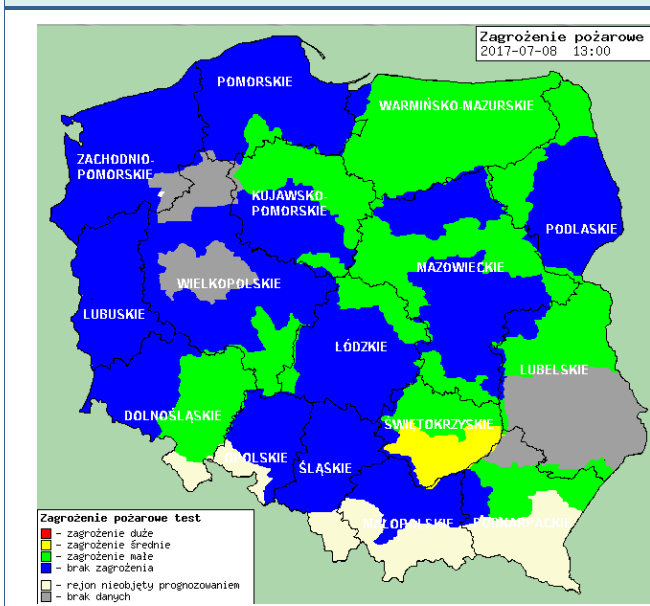 Zagrożenie pożarowe
2017-07-08 13:00
POMORSKIE
WARMIŃSKO-MAZURSKIE
ZACHODNIO-
POMORSKIE
KUJAWSKO-
POMORSKIE
PODLASKIE
MAZOWIECKIE
WIELKOPOLSKIE
LUBUSKIE
ŁÓDZKIE
LUBELSKIE
DOLNOŚLĄSKIE
ŚWIĘTOKRZYSKIE
OPOLSKIE
ŚLĄSKIE
MAŁOPOLSKIE
PODKARPACKIE
Zagrożenie pożarowe test
- zagrożenie duże
- zagrożenie średnie
- zagrożenie małe
- brak zagrożenia
- rejon nieobjęty prognozowaniem
- brak danych